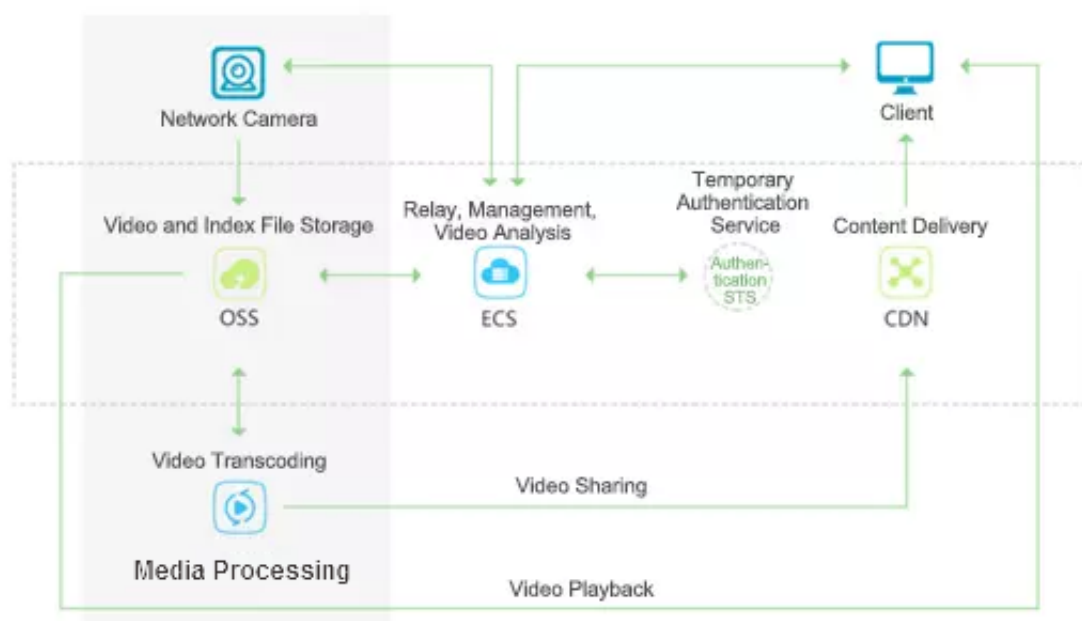 Network Camera
Client
Video and Index File Storage
Relay, Management,
Video Analysis
Temporary
Authentication
Service
Content Delivery
Authen-
tication
STS
OSS
ECS
CDN
Video Transcoding
Video Sharing
Media Processing
Video Playback